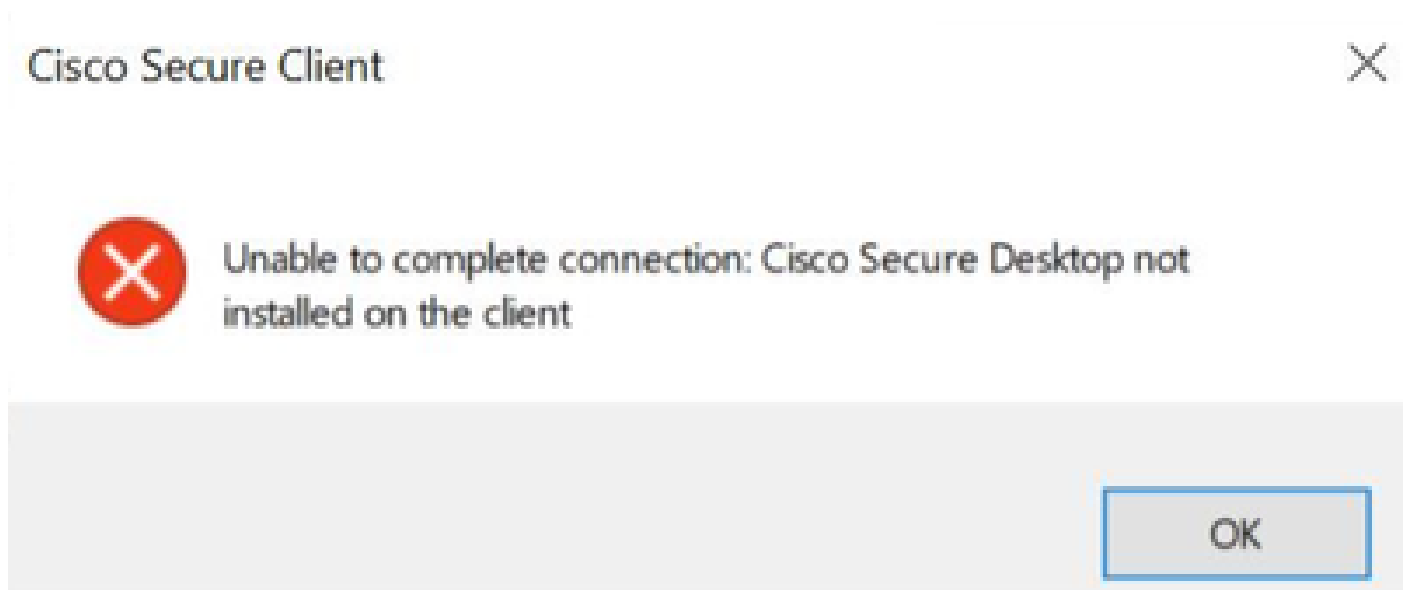 Cisco Secure Client
Unable to complete connection: Cisco Secure Desktop not
installed on the client
OK